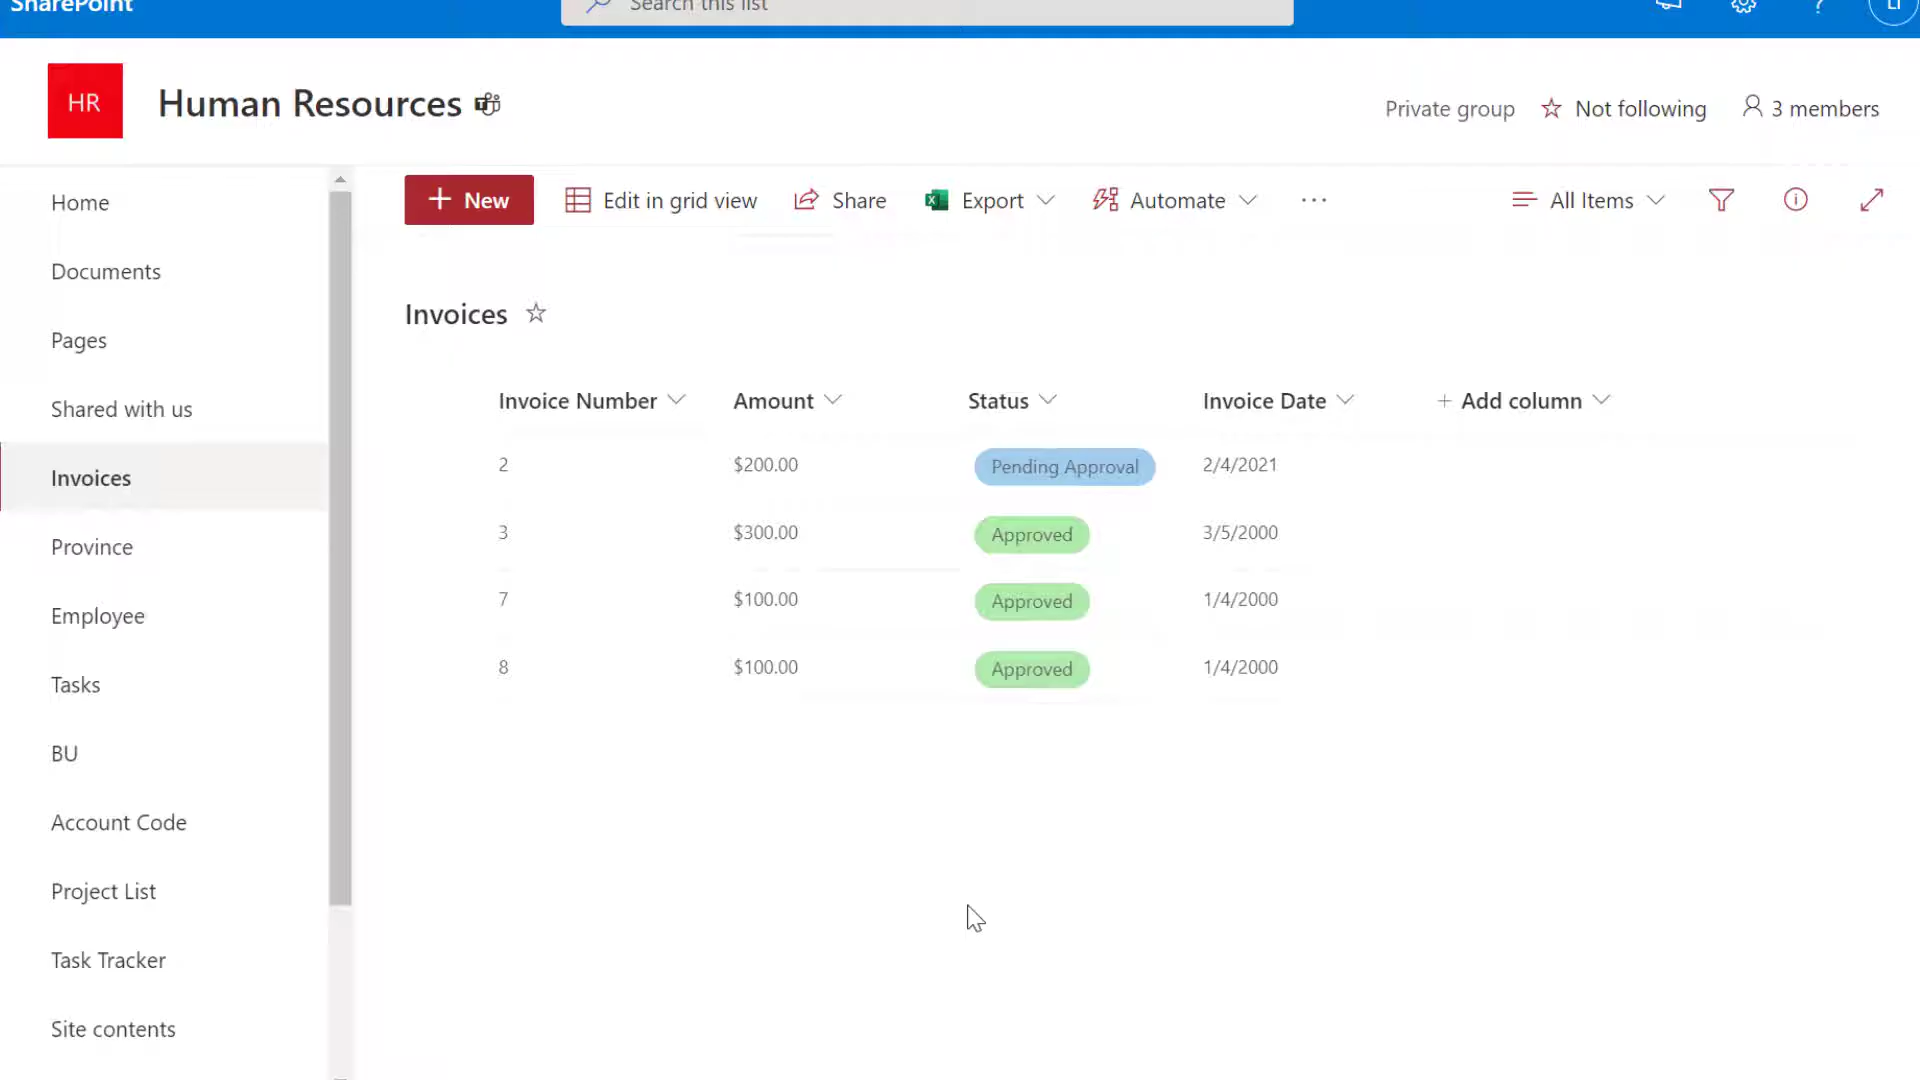 SharePoint
Search this list
LI
HR
Human Resources
Private group
Not following
3 members
Home
Documents
Pages
Shared with us
Invoices
Province
Employee
Tasks
BU
Account Code
Project List
Task Tracker
Site contents
+ New
Edit in grid view
Share
Export
Automate
...
All Items
Invoices
Invoice Number Amount Status Invoice Date + Add column
2 $200.00 Pending Approval 2/4/2021
3 $300.00 Approved 3/5/2000
7 $100.00 Approved 1/4/2000
8 $100.00 Approved 1/4/2000